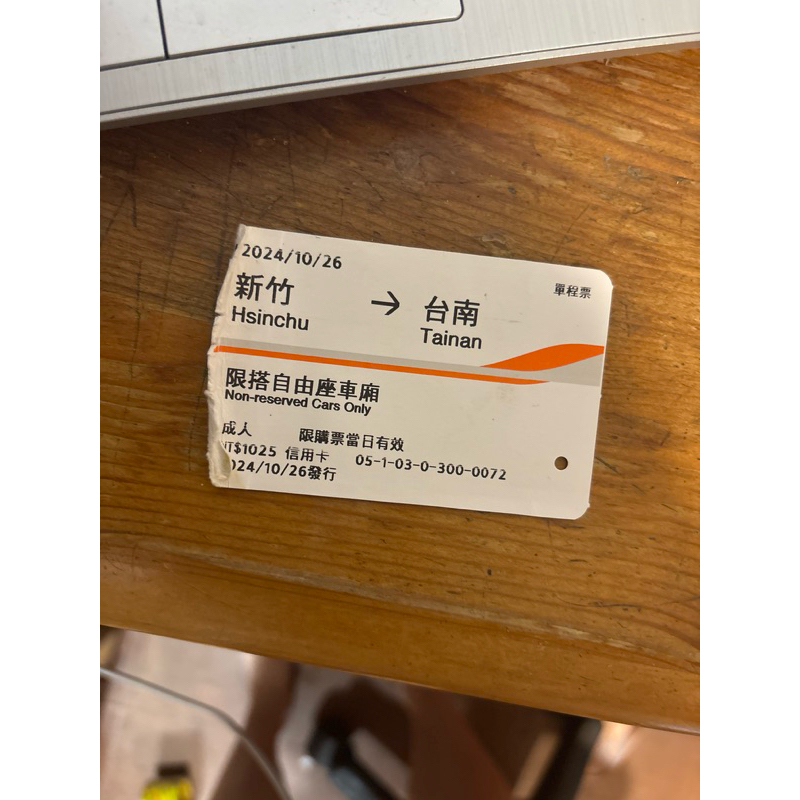 2024/10/26
單程票
新竹 → 台南
Hsinchu Tainan
限搭自由座車廂
Non-reserved Cars Only
成人 限購票當日有效
NT$1025 信用卡 05-1-03-0-300-0072
2024/10/26發行